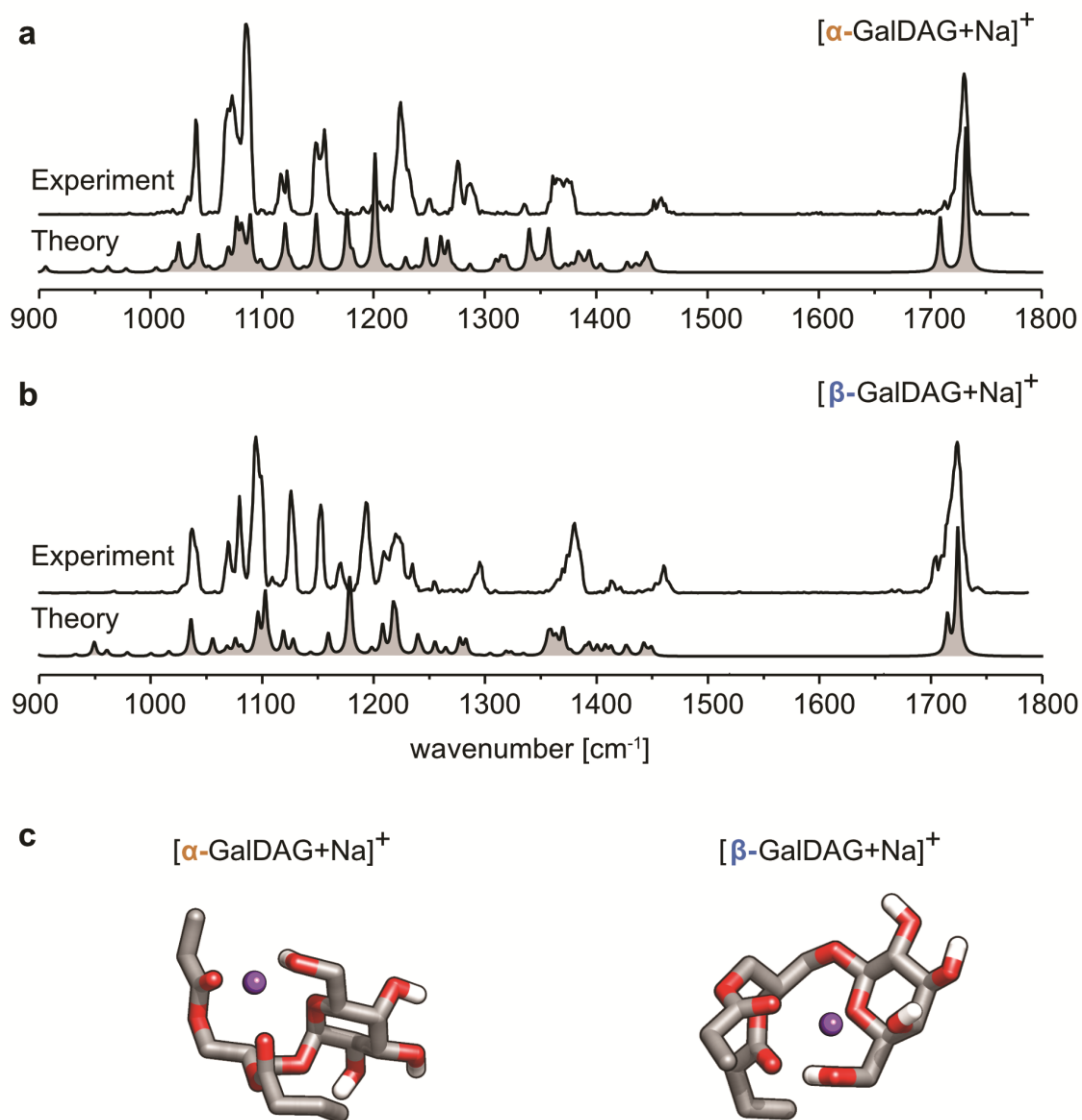 a
[α-GalDAG+Na]+
Experiment
Theory
900 1000 1100 1200 1300 1400 1500 1600 1700 1800
b
[β-GalDAG+Na]+
Experiment
Theory
900 1000 1100 1200 1300 1400 1500 1600 1700 1800
wavenumber [cm⁻¹]
c
[α-GalDAG+Na]+
[β-GalDAG+Na]+